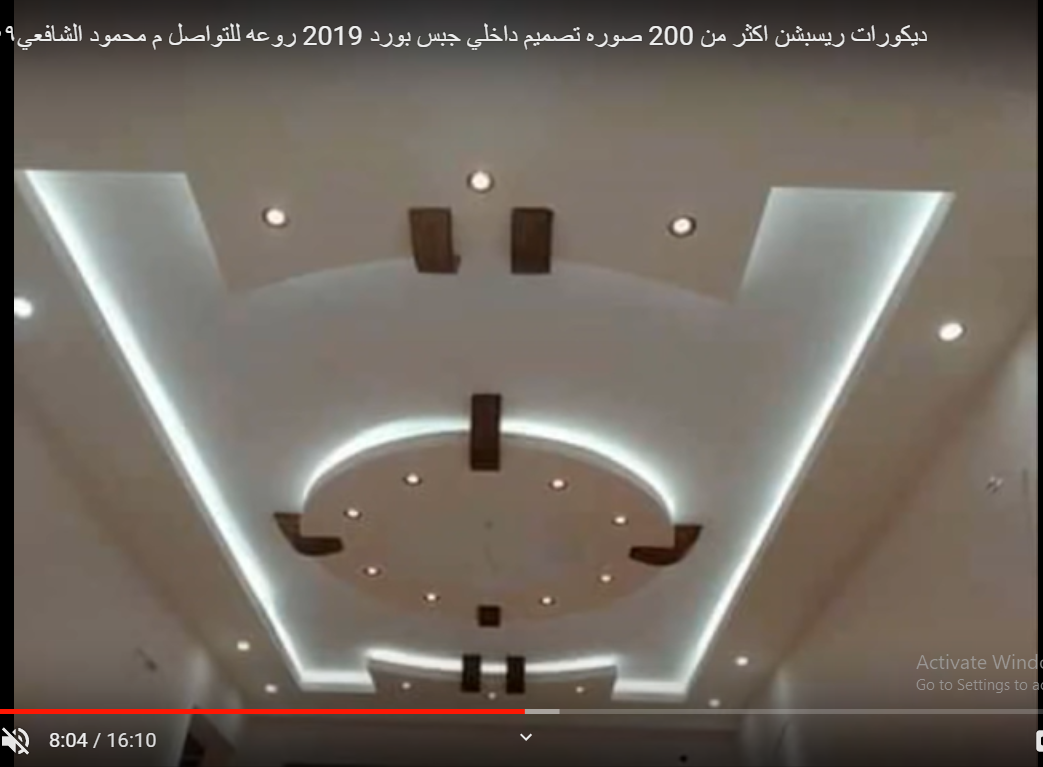 ديكورات ريسبشن اكثر من 200 صوره تصميم داخلي جبس بورد 2019 روعه للتواصل م محمود الشافعي٠٩
Activate Windo
Go to Settings to a
8:04 / 16:10